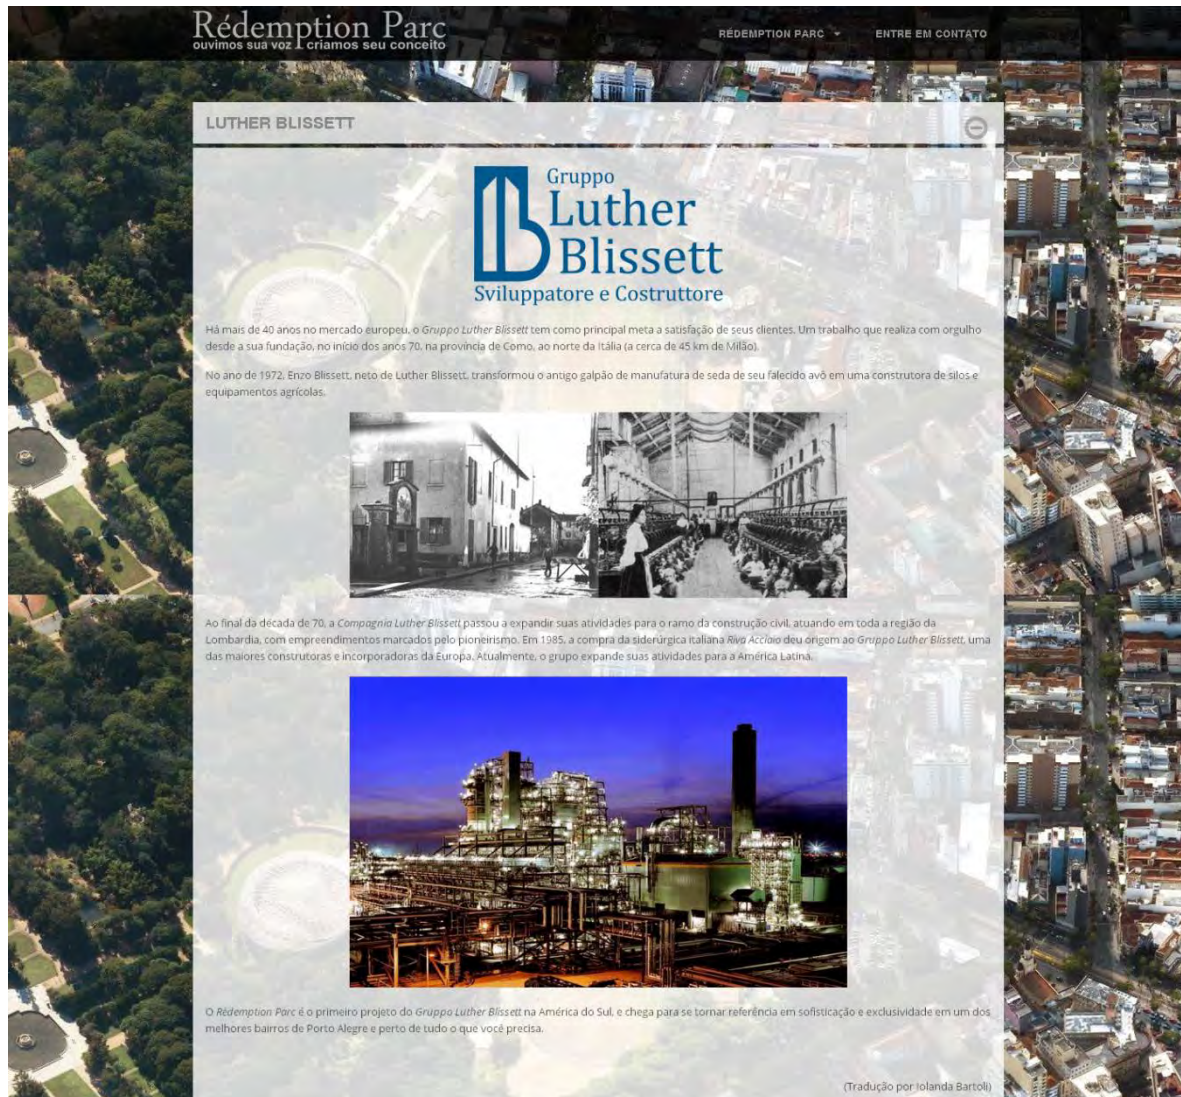 Rédemption Parc
ouvimos sua voz criamos seu conceito
RÉDEMPTION PARC
ENTRE EM CONTATO
LUTHER BLISSETT
Gruppo
Luther
Blissett
Sviluppatore e Costruttore
Há mais de 40 anos no mercado europeu, o Gruppo Luther Blissett tem como principal meta a satisfação de seus clientes. Um trabalho que realiza com orgulho
desde a sua fundação, no início dos anos 70, na província de Como, ao norte da Itália (a cerca de 45 km de Milão).
No ano de 1972, Enzo Blissett, neto de Luther Blissett, transformou o antigo galpão de manufatura de seda de seu falecido avô em uma construtora de silos e
equipamentos agrícolas.
Ao final da década de 70, a Compagnia Luther Blissett passou a expandir suas atividades para o ramo da construção civil, atuando em toda a região da
Lombardia, com empreendimentos marcados pelo pioneirismo. Em 1985, a compra da siderúrgica italiana Riva Acciaio deu origem ao Gruppo Luther Blissett, uma
das maiores construtoras e incorporadoras da Europa. Atualmente, o grupo expande suas atividades para a América Latina.
O Rédemption Parc é o primeiro projeto do Gruppo Luther Blissett na América do Sul, e chega para se tornar referência em sofisticação e exclusividade em um dos
melhores bairros de Porto Alegre e perto de tudo o que você precisa.
(Tradução por Iolanda Bartoli)